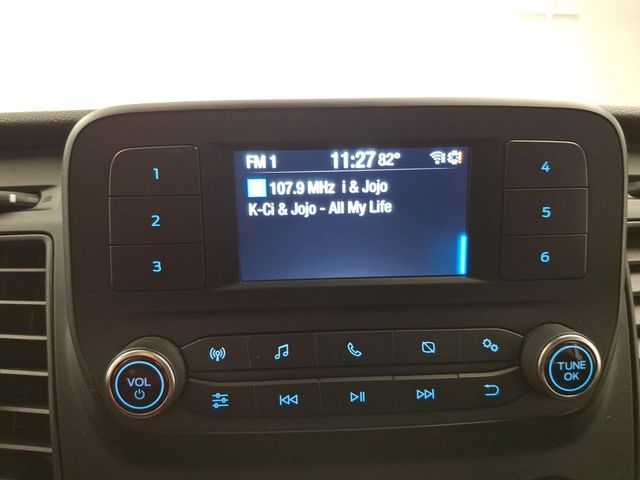 FM 1 11:27 82°
107.9 MHz i & Jojo
K-Ci & Jojo - All My Life
1
2
3
4
5
6
VOL
TUNE
OK